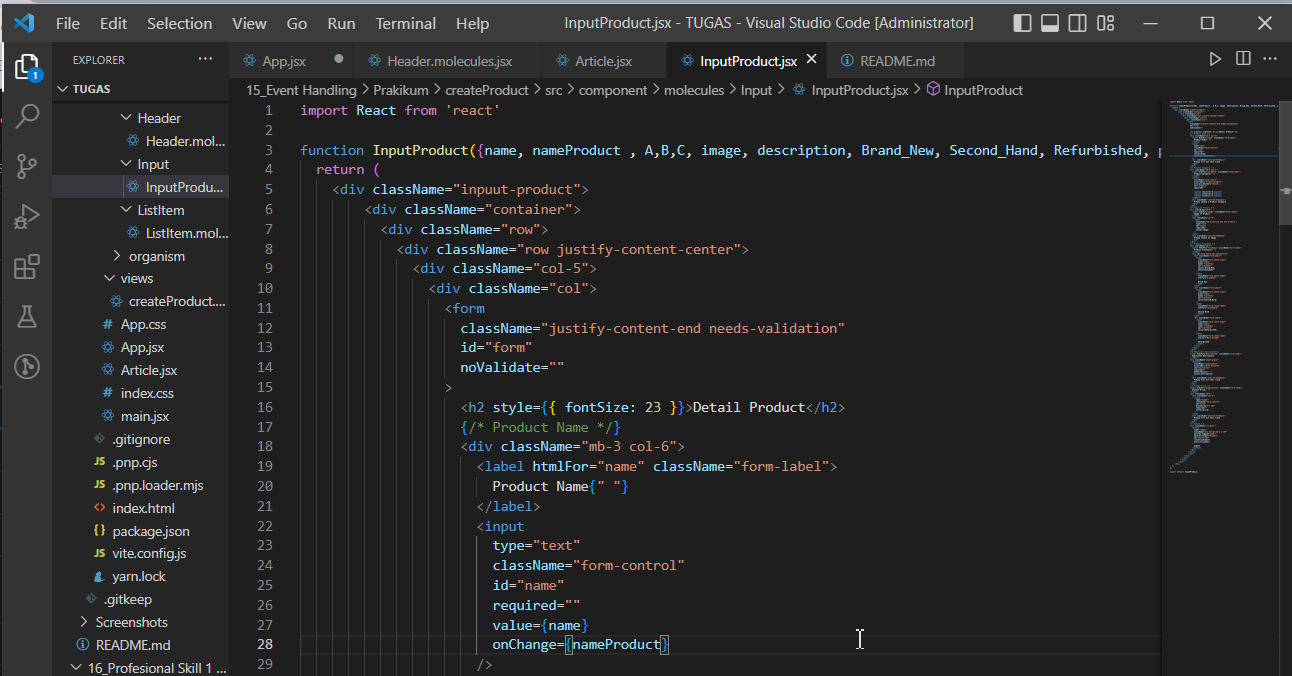 File Edit Selection View Go Run Terminal Help InputProduct.jsx - TUGAS - Visual Studio Code [Administrator]
1
EXPLORER ···
TUGAS
Header
Header.mol...
Input
InputProdu...
ListItem
ListItem.mol...
organism
views
createProduct....
# App.css
App.jsx
Article.jsx
# index.css
main.jsx
.gitignore
JS .pnp.cjs
JS .pnp.loader.mjs
<> index.html
{} package.json
JS vite.config.js
yarn.lock
.gitkeep
Screenshots
README.md
16_Profesional Skill 1 ...
App.jsx Header.molecules.jsx Article.jsx InputProduct.jsx README.md
15_Event Handling > Prakikum > createProduct > src > component > molecules > Input > InputProduct.jsx > InputProduct
1 import React from 'react'
2
3 function InputProduct({name, nameProduct , A,B,C, image, description, Brand_New, Second_Hand, Refurbished, p
4 return (
5 <div className="inpuut-product">
6 <div className="container">
7 <div className="row">
8 <div className="row justify-content-center">
9 <div className="col-5">
10 <div className="col">
11 <form
12 className="justify-content-end needs-validation"
13 id="form"
14 noValidate=""
15 >
16 <h2 style={{ fontSize: 23 }}>Detail Product</h2>
17 {/* Product Name */}
18 <div className="mb-3 col-6">
19 <label htmlFor="name" className="form-label">
20 Product Name{" "}
21 </label>
22 <input
23 type="text"
24 className="form-control"
25 id="name"
26 required=""
27 value={name}
28 onChange={nameProduct}
29 />